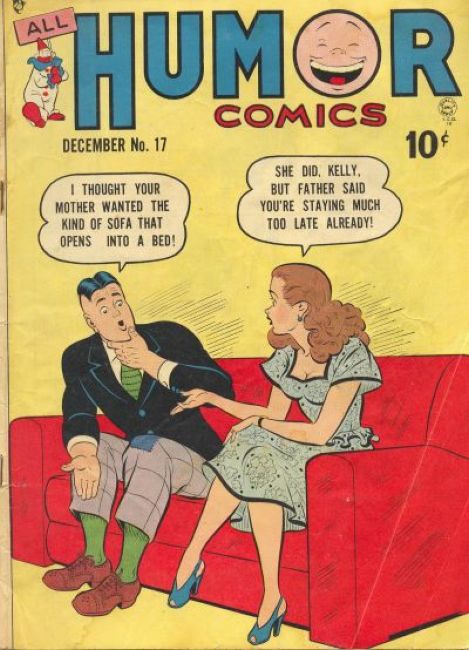 ALL
HUMOR
COMICS
DECEMBER No. 17
10¢
I THOUGHT YOUR
MOTHER WANTED THE
KIND OF SOFA THAT
OPENS INTO A BED!
SHE DID, KELLY,
BUT FATHER SAID
YOU'RE STAYING MUCH
TOO LATE ALREADY!